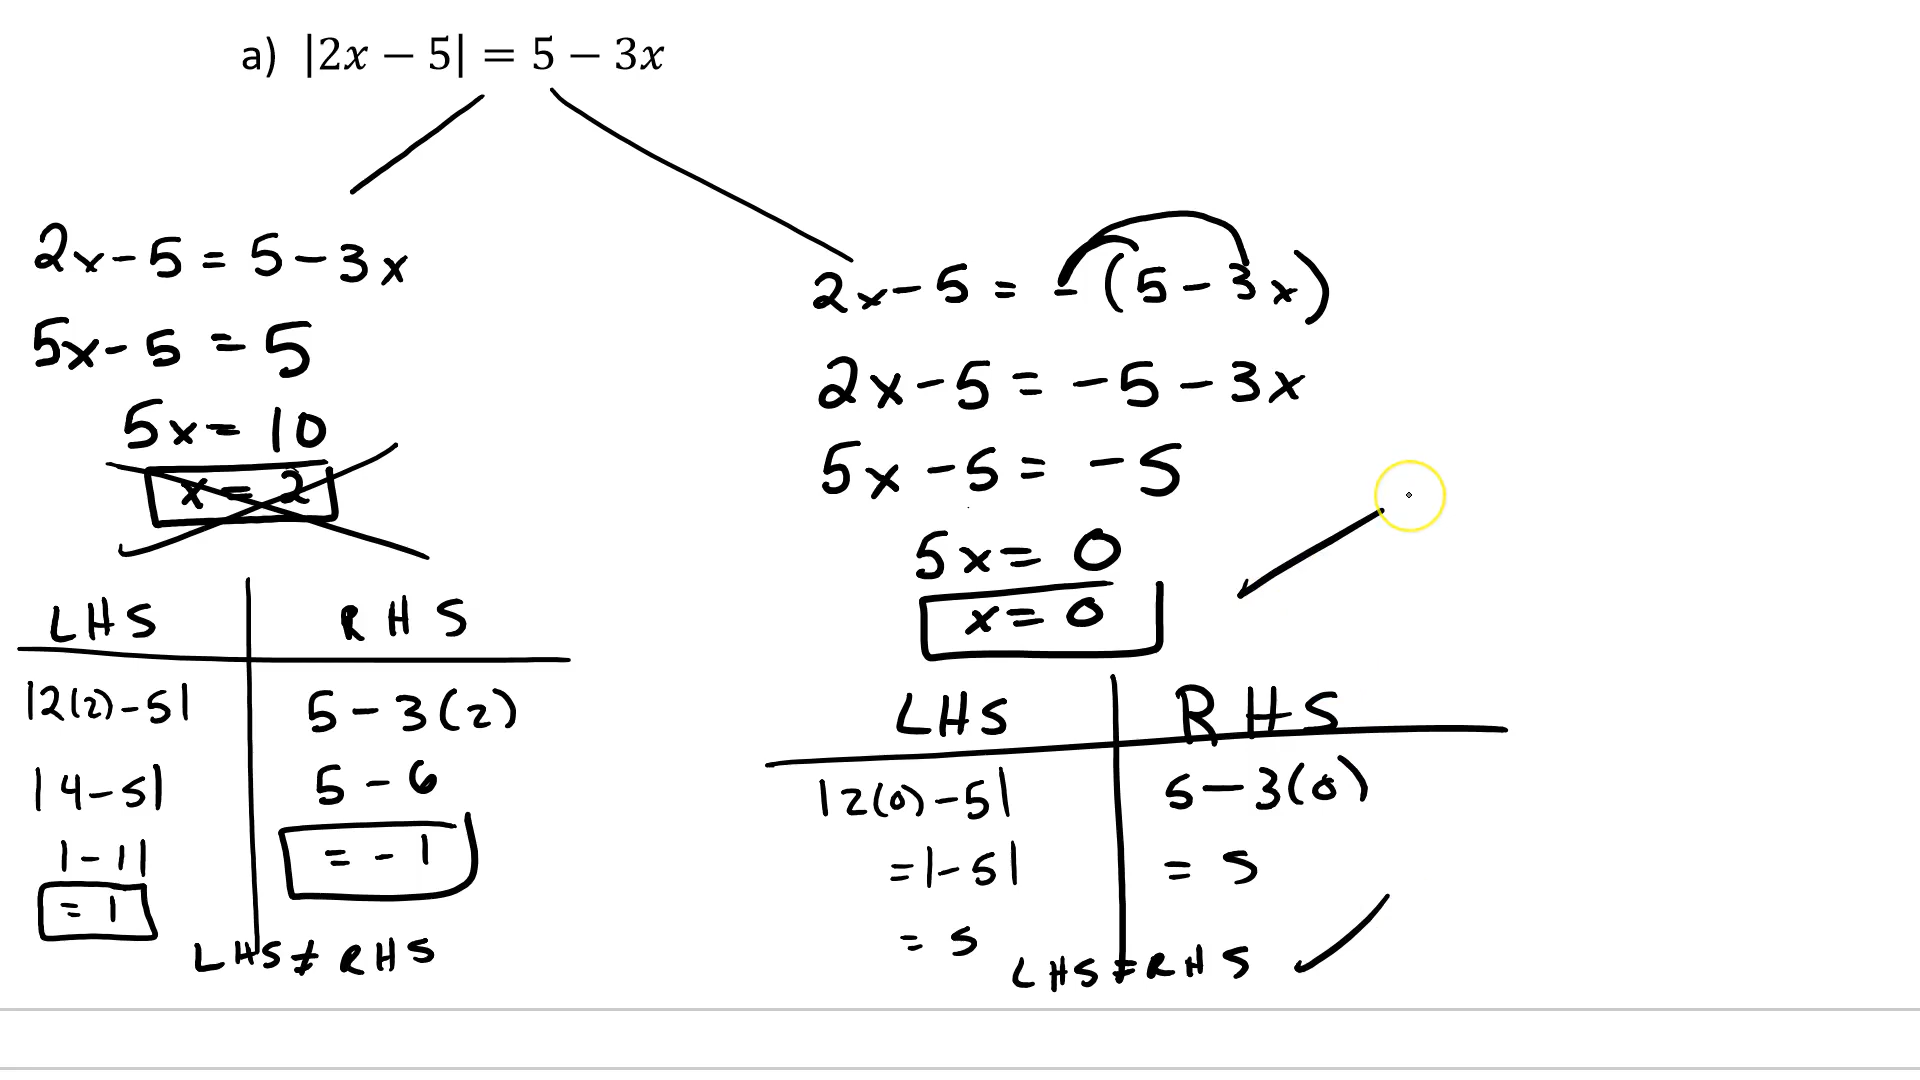 a) |2x − 5| = 5 − 3x
2x - 5 = 5 - 3x
5x - 5 = 5
5x = 10
x = 2
LHS RHS
|2(2) - 5| 5 - 3(2)
|4 - 5| 5 - 6
|-1| = -1
= 1
LHS ≠ RHS
2x - 5 = -(5 - 3x)
2x - 5 = -5 - 3x
5x - 5 = -5
5x = 0
x = 0
LHS RHS
|2(0) - 5| 5 - 3(0)
= |-5| = 5
= 5
LHS = RHS ✓